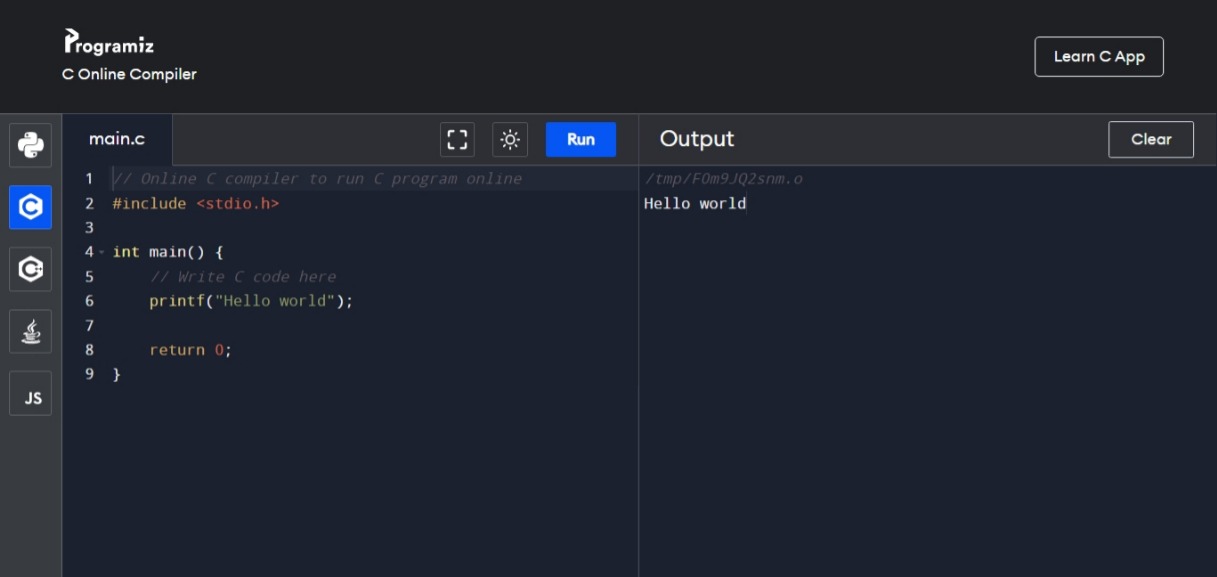 Programiz
C Online Compiler
Learn C App
main.c
Run
Output
Clear
1 // Online C compiler to run C program online
2 #include <stdio.h>
3
4 int main() {
5     // Write C code here
6     printf("Hello world");
7
8     return 0;
9 }
/tmp/FOm9JQ2snm.o
Hello world
C
C++
JS